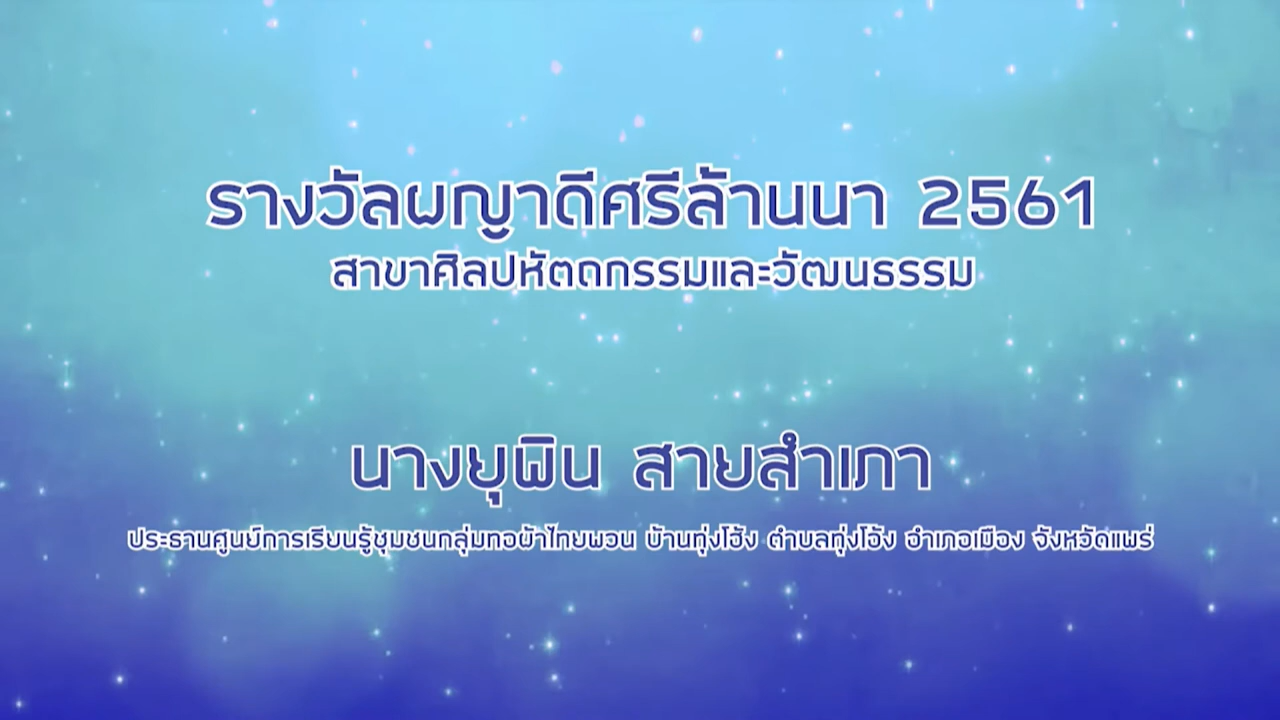 รางวัลผญาดีศรีล้านนา 2561
สาขาศิลปหัตถกรรมและวัฒนธรรม
นางยุพิน สายสำเภา
ประธานศูนย์การเรียนรู้ชุมชนกลุ่มทอผ้าไทยพวน บ้านทุ่งโฮ้ง ตำบลทุ่งโฮ้ง อำเภอเมือง จังหวัดแพร่